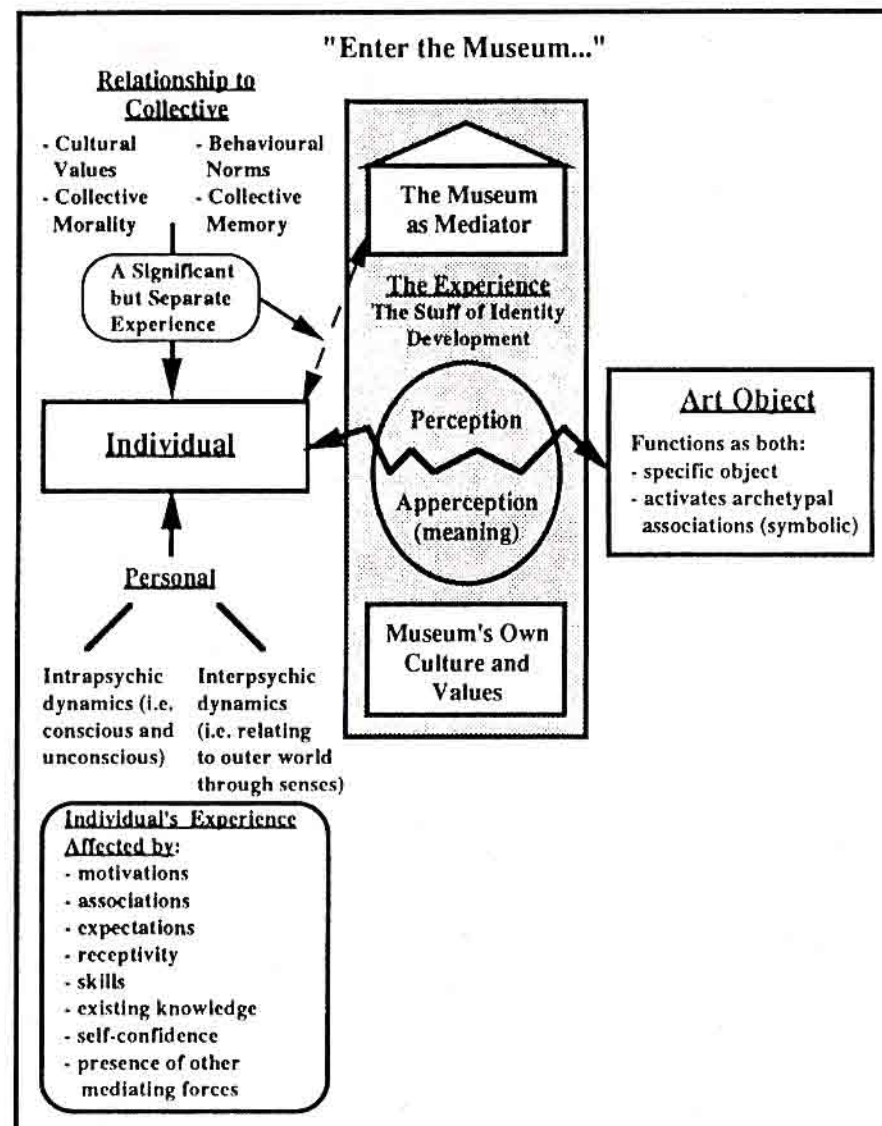 "Enter the Museum..."
Relationship to
Collective
- Cultural
Values
- Collective
Morality
- Behavioural
Norms
- Collective
Memory
A Significant
but Separate
Experience
Individual
Personal
Intrapsychic
dynamics (i.e.
conscious and
unconscious)
Interpsychic
dynamics
(i.e. relating
to outer world
through senses)
Individual's Experience
Affected by:
- motivations
- associations
- expectations
- receptivity
- skills
- existing knowledge
- self-confidence
- presence of other
mediating forces
The Museum
as Mediator
The Experience
The Stuff of Identity
Development
Perception
Apperception
(meaning)
Museum's Own
Culture and
Values
Art Object
Functions as both:
- specific object
- activates archetypal
associations (symbolic)